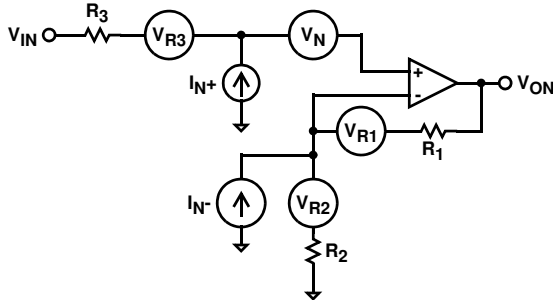 R3
VIN
VR3
VN
IN+
+
-
VON
VR1
R1
IN-
VR2
R2